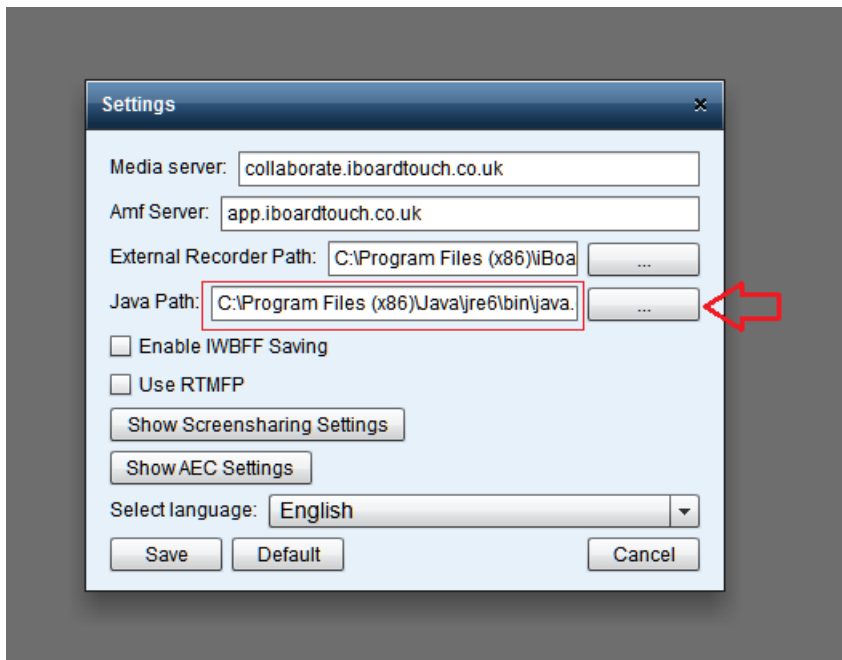 Settings
Media server: collaborate.iboardtouch.co.uk
Amf Server: app.iboardtouch.co.uk
External Recorder Path: C:\Program Files (x86)\iBoa ...
Java Path: C:\Program Files (x86)\Java\jre6\bin\java. ...
Enable IWBFF Saving
Use RTMFP
Show Screensharing Settings
Show AEC Settings
Select language: English
Save Default Cancel